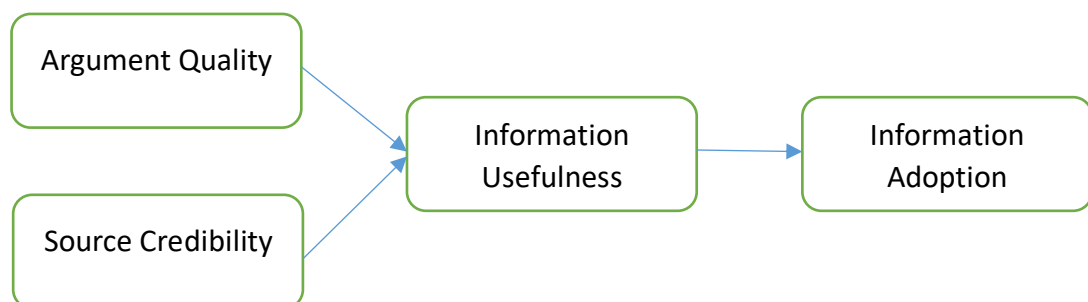 Argument Quality
Source Credibility
Information
Usefulness
Information
Adoption